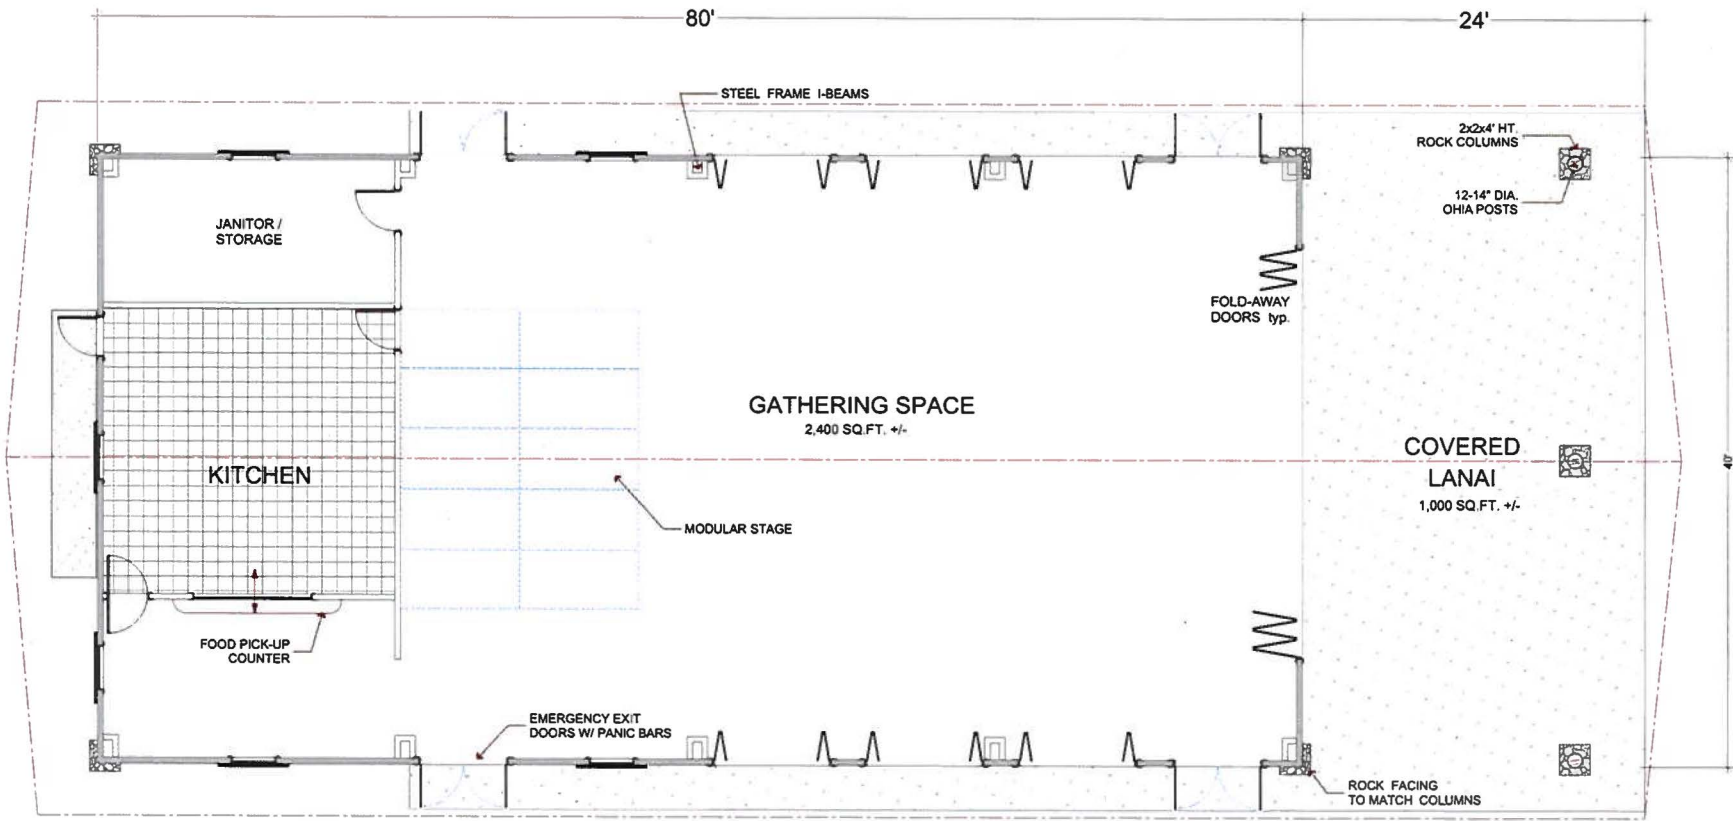 80'
24'
STEEL FRAME I-BEAMS
2x2x4' HT.
ROCK COLUMNS
12-14" DIA.
OHIA POSTS
JANITOR /
STORAGE
FOLD-AWAY
DOORS typ.
GATHERING SPACE
2,400 SQ.FT. +/-
COVERED
LANAI
1,000 SQ.FT. +/-
40'
KITCHEN
MODULAR STAGE
FOOD PICK-UP
COUNTER
EMERGENCY EXIT
DOORS W/ PANIC BARS
ROCK FACING
TO MATCH COLUMNS